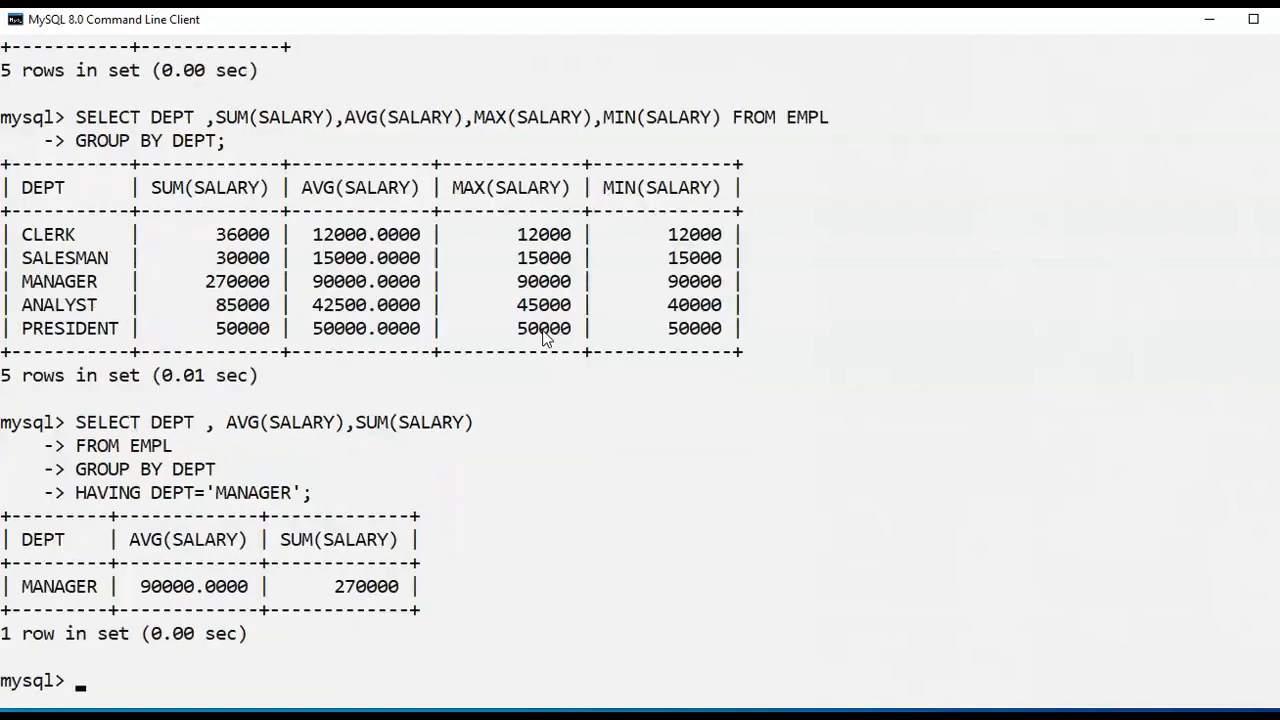 MySQL 8.0 Command Line Client
+-----------+-------------+
5 rows in set (0.00 sec)
mysql> SELECT DEPT ,SUM(SALARY),AVG(SALARY),MAX(SALARY),MIN(SALARY) FROM EMPL
    -> GROUP BY DEPT;
+-----------+-------------+-------------+-------------+-------------+
| DEPT      | SUM(SALARY) | AVG(SALARY) | MAX(SALARY) | MIN(SALARY) |
+-----------+-------------+-------------+-------------+-------------+
| CLERK     |       36000 |  12000.0000 |       12000 |       12000 |
| SALESMAN  |       30000 |  15000.0000 |       15000 |       15000 |
| MANAGER   |      270000 |  90000.0000 |       90000 |       90000 |
| ANALYST   |       85000 |  42500.0000 |       45000 |       40000 |
| PRESIDENT |       50000 |  50000.0000 |       50000 |       50000 |
+-----------+-------------+-------------+-------------+-------------+
5 rows in set (0.01 sec)
mysql> SELECT DEPT , AVG(SALARY),SUM(SALARY)
    -> FROM EMPL
    -> GROUP BY DEPT
    -> HAVING DEPT='MANAGER';
+---------+-------------+-------------+
| DEPT    | AVG(SALARY) | SUM(SALARY) |
+---------+-------------+-------------+
| MANAGER |  90000.0000 |      270000 |
+---------+-------------+-------------+
1 row in set (0.00 sec)
mysql> _